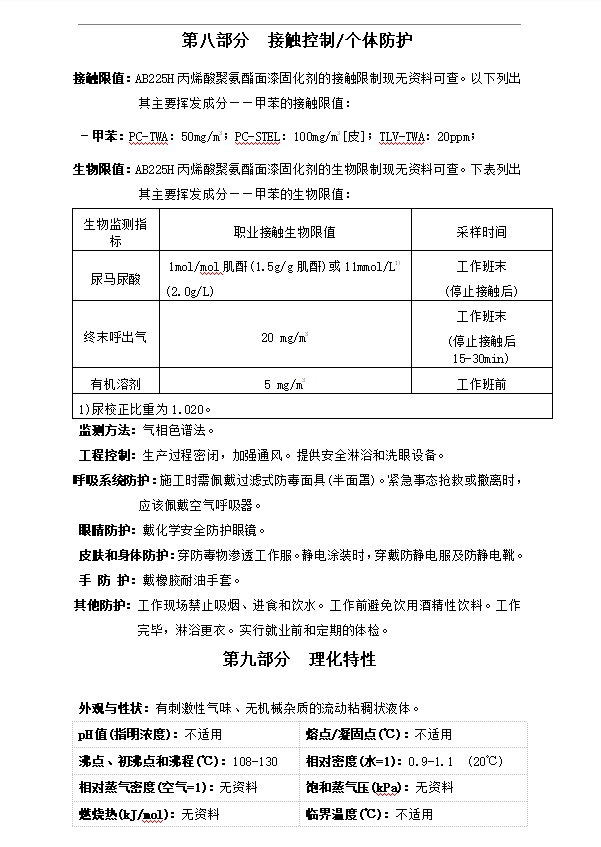 第八部分 接触控制/个体防护
接触限值：AB225H丙烯酸聚氨酯面漆固化剂的接触限制现无资料可查。以下列出
其主要挥发成分——甲苯的接触限值：
－甲苯：PC-TWA：50mg/m³；PC-STEL：100mg/m³[皮]；TLV-TWA：20ppm；
生物限值：AB225H丙烯酸聚氨酯面漆固化剂的生物限制现无资料可查。下表列出
其主要挥发成分——甲苯的生物限值：
生物监测指标 职业接触生物限值 采样时间
尿马尿酸 1mol/mol肌酐(1.5g/g肌酐)或11mmol/L¹⁾ (2.0g/L) 工作班末 (停止接触后)
终末呼出气 20 mg/m³ 工作班末 (停止接触后 15-30min)
有机溶剂 5 mg/m³ 工作班前
1)尿校正比重为1.020。
监测方法：气相色谱法。
工程控制：生产过程密闭，加强通风。提供安全淋浴和洗眼设备。
呼吸系统防护：施工时需佩戴过滤式防毒面具(半面罩)。紧急事态抢救或撤离时，
应该佩戴空气呼吸器。
眼睛防护：戴化学安全防护眼镜。
皮肤和身体防护：穿防毒物渗透工作服。静电涂装时，穿戴防静电服及防静电靴。
手 防 护：戴橡胶耐油手套。
其他防护：工作现场禁止吸烟、进食和饮水。工作前避免饮用酒精性饮料。工作
完毕，淋浴更衣。实行就业前和定期的体检。
第九部分 理化特性
外观与性状：有刺激性气味、无机械杂质的流动粘稠状液体。
pH值(指明浓度)：不适用 熔点/凝固点(℃)：不适用
沸点、初沸点和沸程(℃)：108-130 相对密度(水=1)：0.9-1.1 (20℃)
相对蒸气密度(空气=1)：无资料 饱和蒸气压(kPa)：无资料
燃烧热(kJ/mol)：无资料 临界温度(℃)：不适用